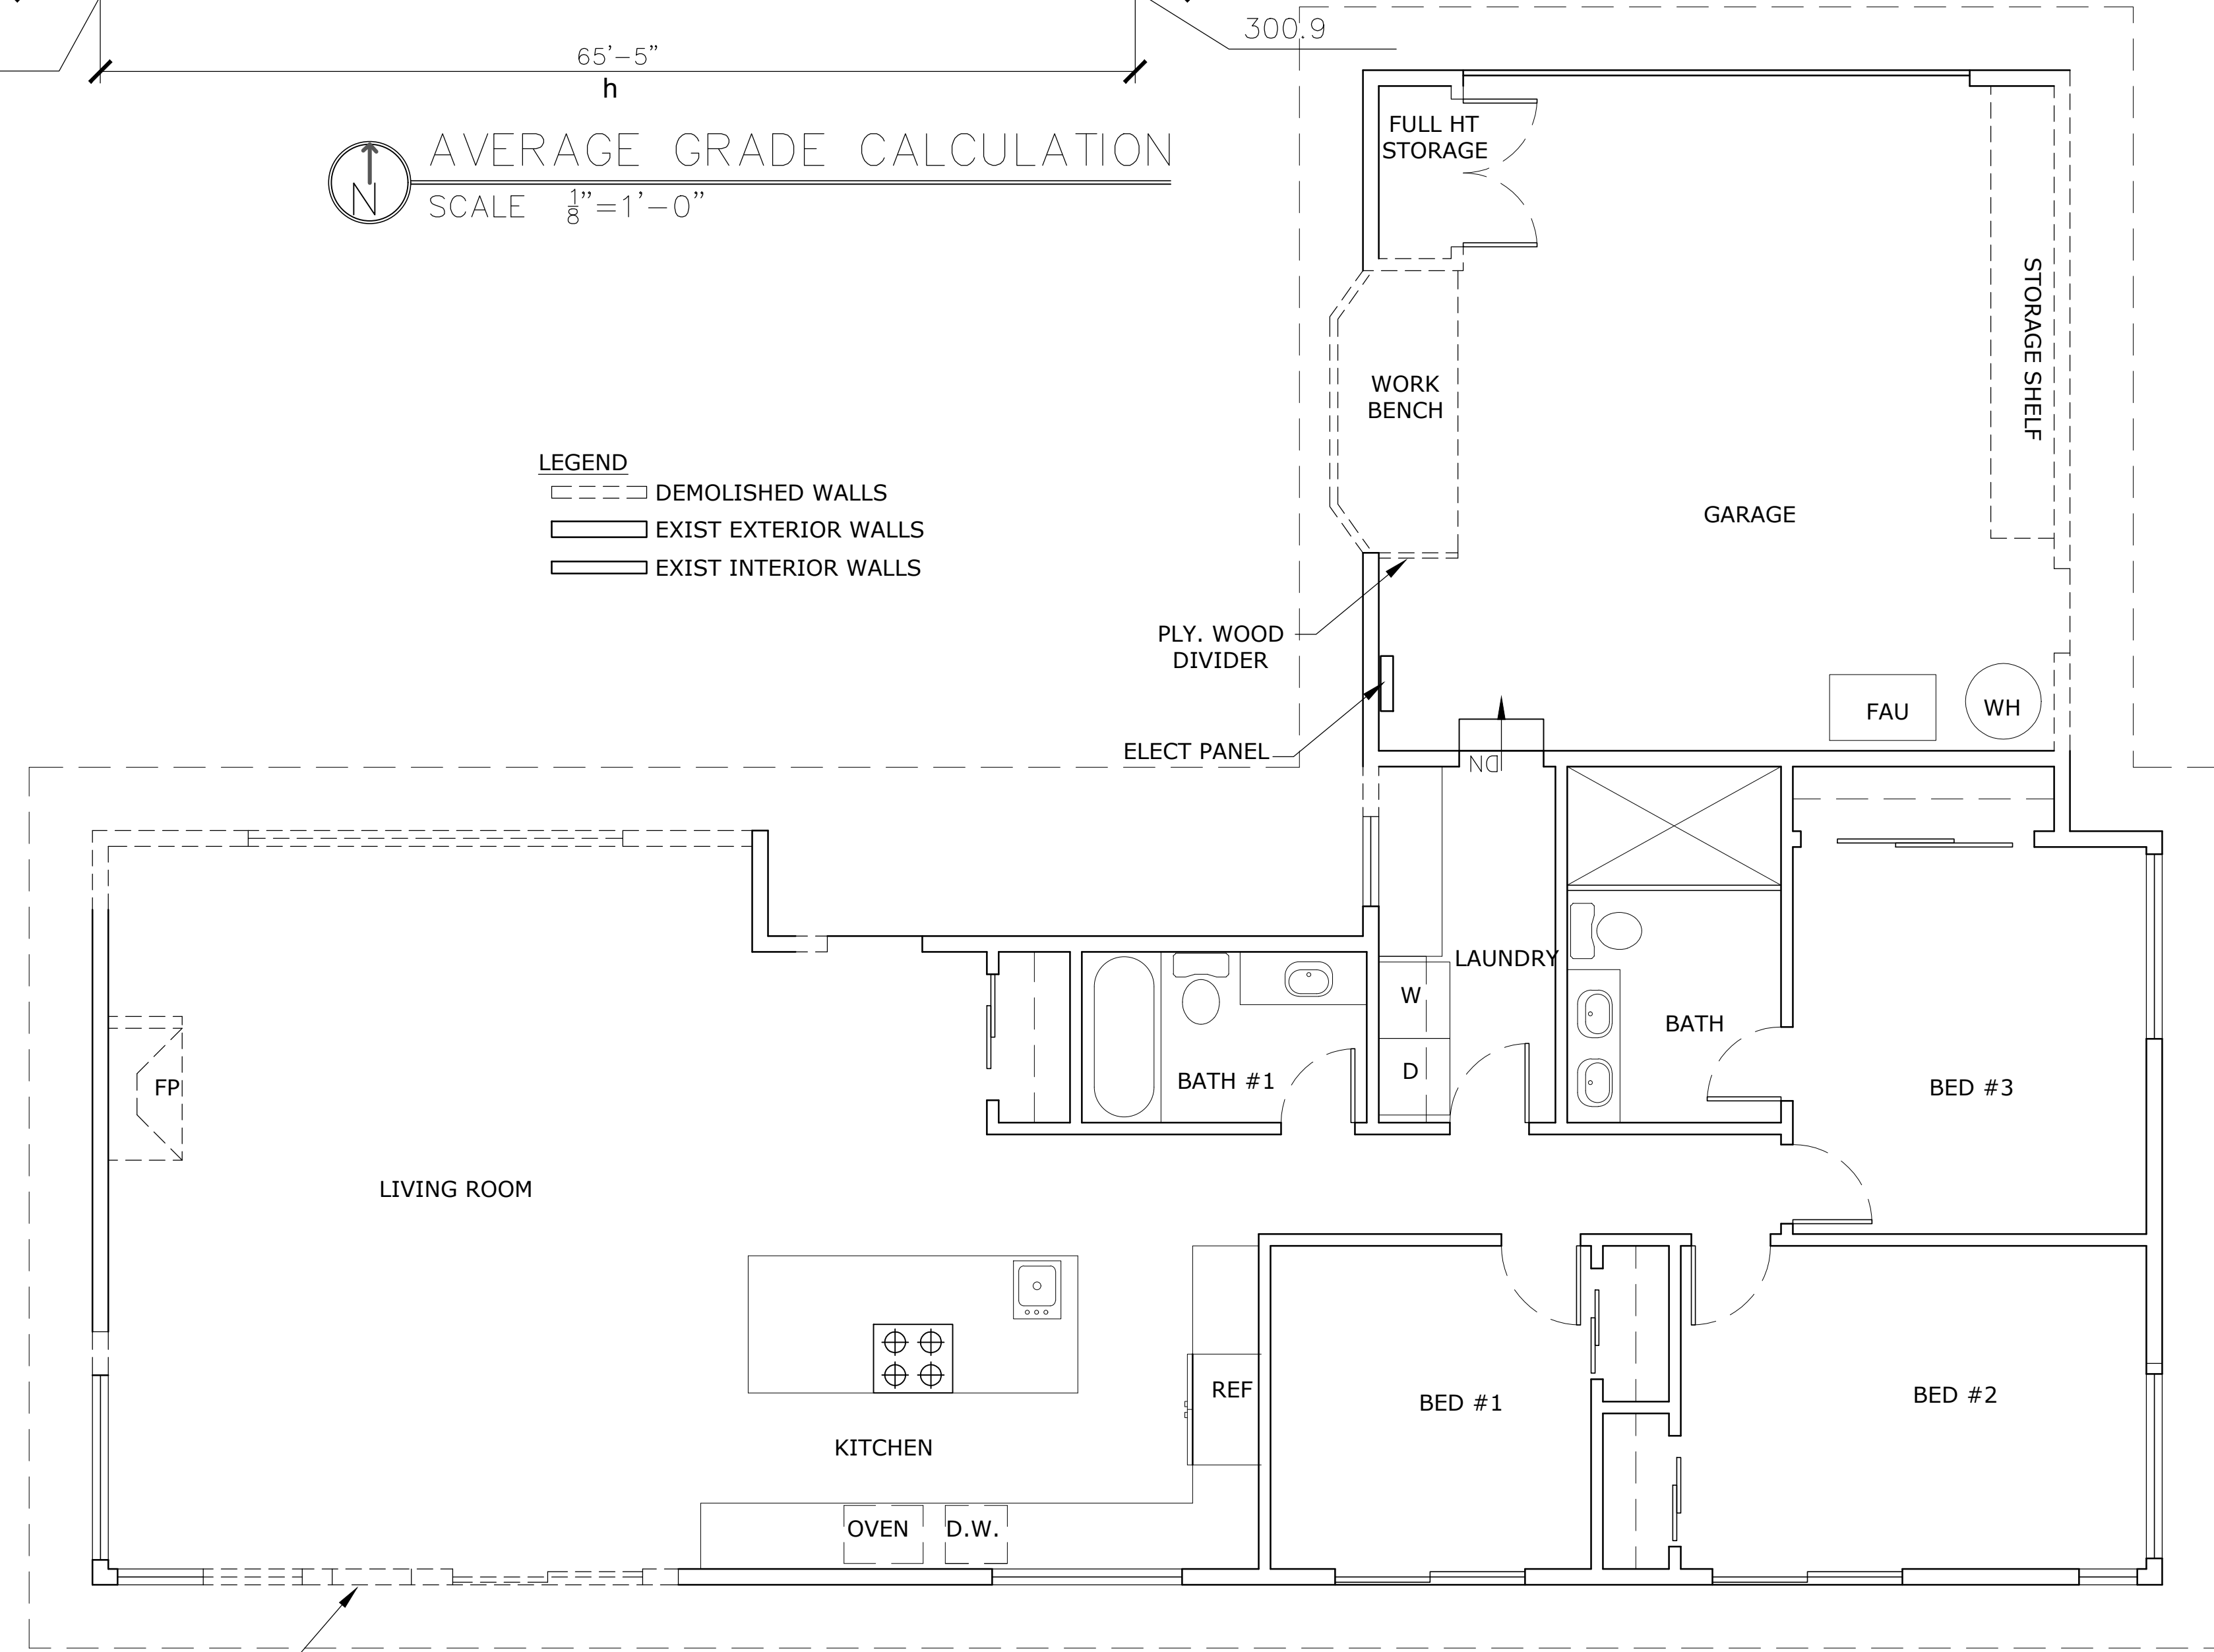 300.9
65'-5"
h
AVERAGE GRADE CALCULATION
N
SCALE 1/8"=1'-0"
FULL HT
STORAGE
STORAGE SHELF
WORK
BENCH
GARAGE
LEGEND
DEMOLISHED WALLS
EXIST EXTERIOR WALLS
EXIST INTERIOR WALLS
PLY. WOOD
DIVIDER
ELECT PANEL
FAU
WH
DN
LAUNDRY
W
D
BATH
BATH #1
BED #3
FP
LIVING ROOM
REF
BED #1
BED #2
KITCHEN
OVEN
D.W.